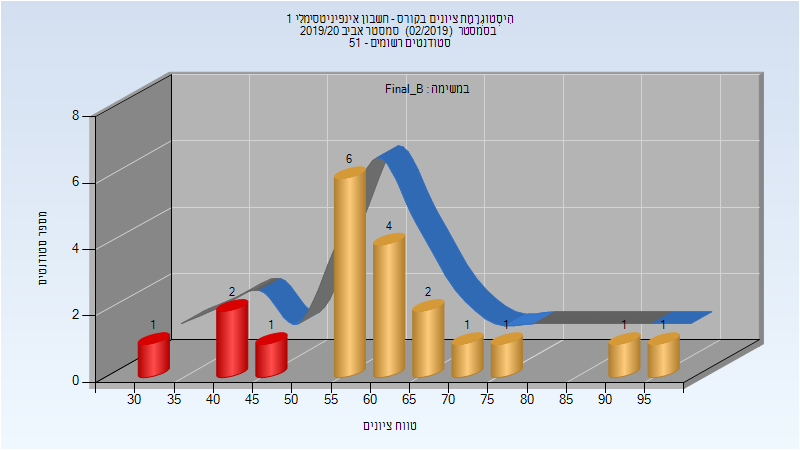 היסטוגרמת ציונים בקורס - חשבון אינפיניטסימלי 1
בסמסטר (02/2019) סמסטר אביב 2019/20
סטודנטים רשומים - 51
במשימה : Final_B
מספר סטודנטים
8
6
4
2
0
1
2
1
6
4
2
1
1
1
1
30 35 40 45 50 55 60 65 70 75 80 85 90 95
טווח ציונים